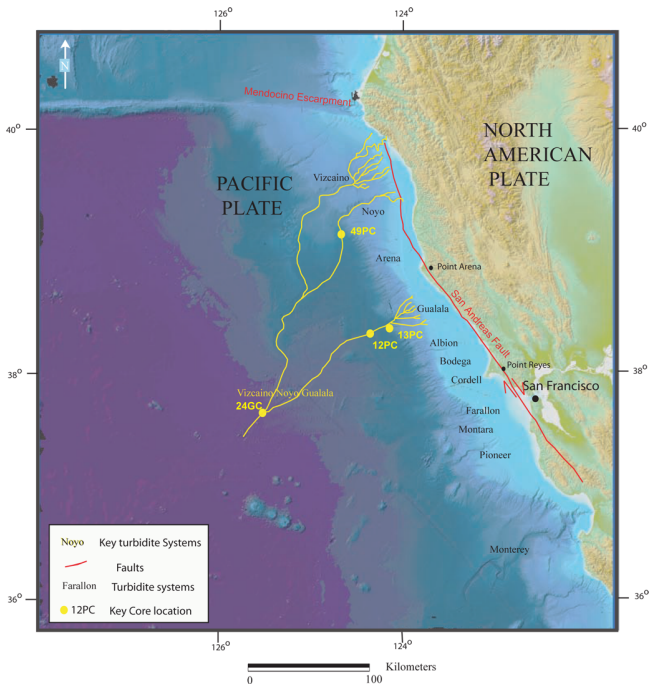 126°
124°
N
Mendocino Escarpment
40°
40°
NORTH
AMERICAN
PLATE
PACIFIC
PLATE
Vizcaino
Noyo
49PC
Arena
Point Arena
San Andreas Fault
Gualala
13PC
12PC
Albion
Bodega
Point Reyes
38°
38°
Cordell
San Francisco
Vizcaino Noyo Gualala
24GC
Farallon
Montara
Pioneer
Monterey
Noyo Key turbidite Systems
Faults
Farallon Turbidite systems
12PC Key Core location
36°
36°
126°
124°
Kilometers
0 100